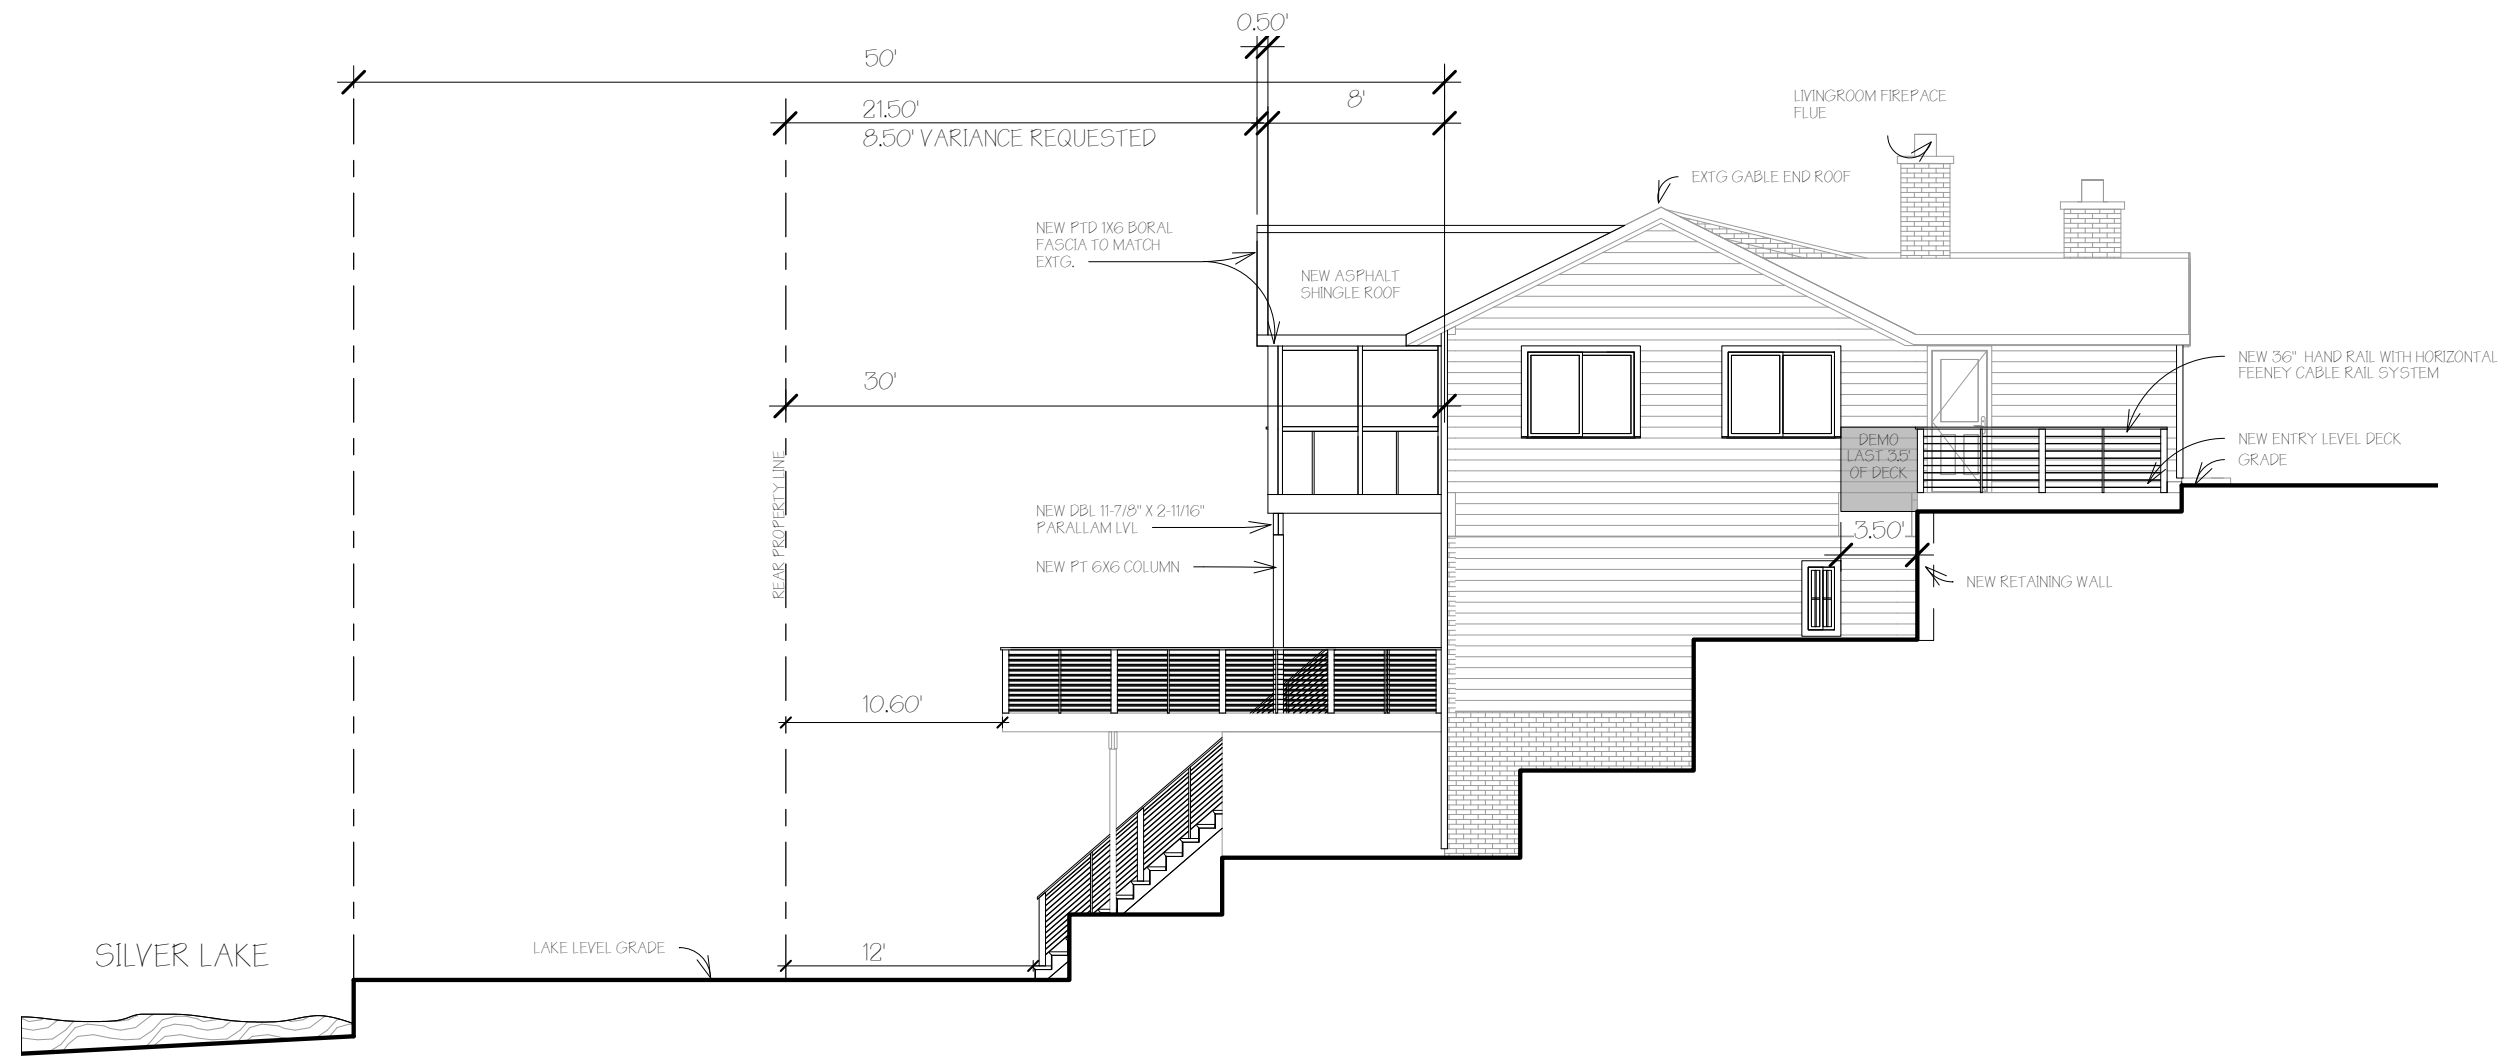 0.50'
50'
8'
21.50'
8.50' VARIANCE REQUESTED
LIVINGROOM FIREPLACE
FLUE
EXTG GABLE END ROOF
NEW PTD 1X6 BORAL
FASCIA TO MATCH
EXTG.
NEW ASPHALT
SHINGLE ROOF
30'
NEW 36" HAND RAIL WITH HORIZONTAL
FEENEY CABLE RAIL SYSTEM
DEMO
LAST 3.5'
OF DECK
NEW ENTRY LEVEL DECK
GRADE
REAR PROPERTY LINE
NEW DBL 11-7/8" X 2-11/16"
PARALLAM LVL
3.50'
NEW PT 6X6 COLUMN
NEW RETAINING WALL
10.60'
SILVER LAKE
LAKE LEVEL GRADE
12'